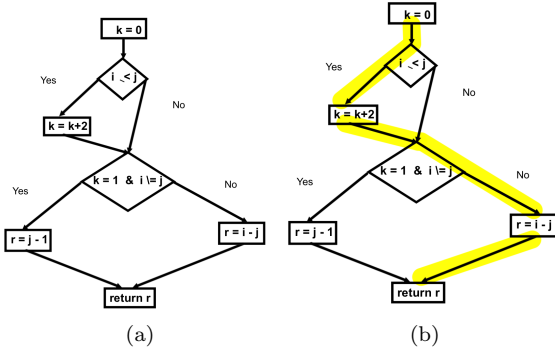 k = 0
i < j
Yes
No
k = k+2
k = 1 & i \= j
Yes
No
r = j - 1
r = i - j
return r
(a)
k = 0
i < j
Yes
No
k = k+2
k = 1 & i \= j
Yes
No
r = j - 1
r = i - j
return r
(b)